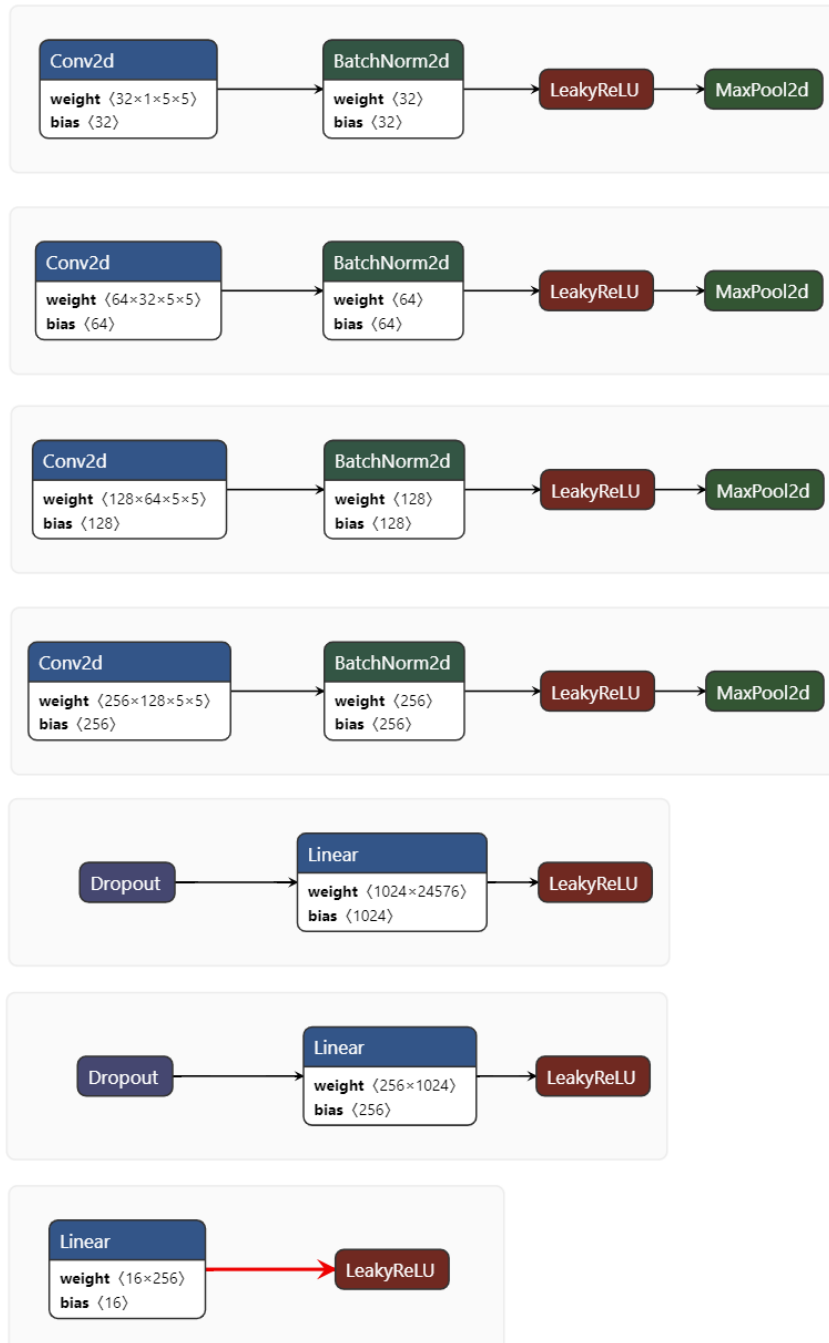 Conv2d
weight 〈32×1×5×5〉
bias 〈32〉
BatchNorm2d
weight 〈32〉
bias 〈32〉
LeakyReLU
MaxPool2d
Conv2d
weight 〈64×32×5×5〉
bias 〈64〉
BatchNorm2d
weight 〈64〉
bias 〈64〉
LeakyReLU
MaxPool2d
Conv2d
weight 〈128×64×5×5〉
bias 〈128〉
BatchNorm2d
weight 〈128〉
bias 〈128〉
LeakyReLU
MaxPool2d
Conv2d
weight 〈256×128×5×5〉
bias 〈256〉
BatchNorm2d
weight 〈256〉
bias 〈256〉
LeakyReLU
MaxPool2d
Dropout
Linear
weight 〈1024×24576〉
bias 〈1024〉
LeakyReLU
Dropout
Linear
weight 〈256×1024〉
bias 〈256〉
LeakyReLU
Linear
weight 〈16×256〉
bias 〈16〉
LeakyReLU